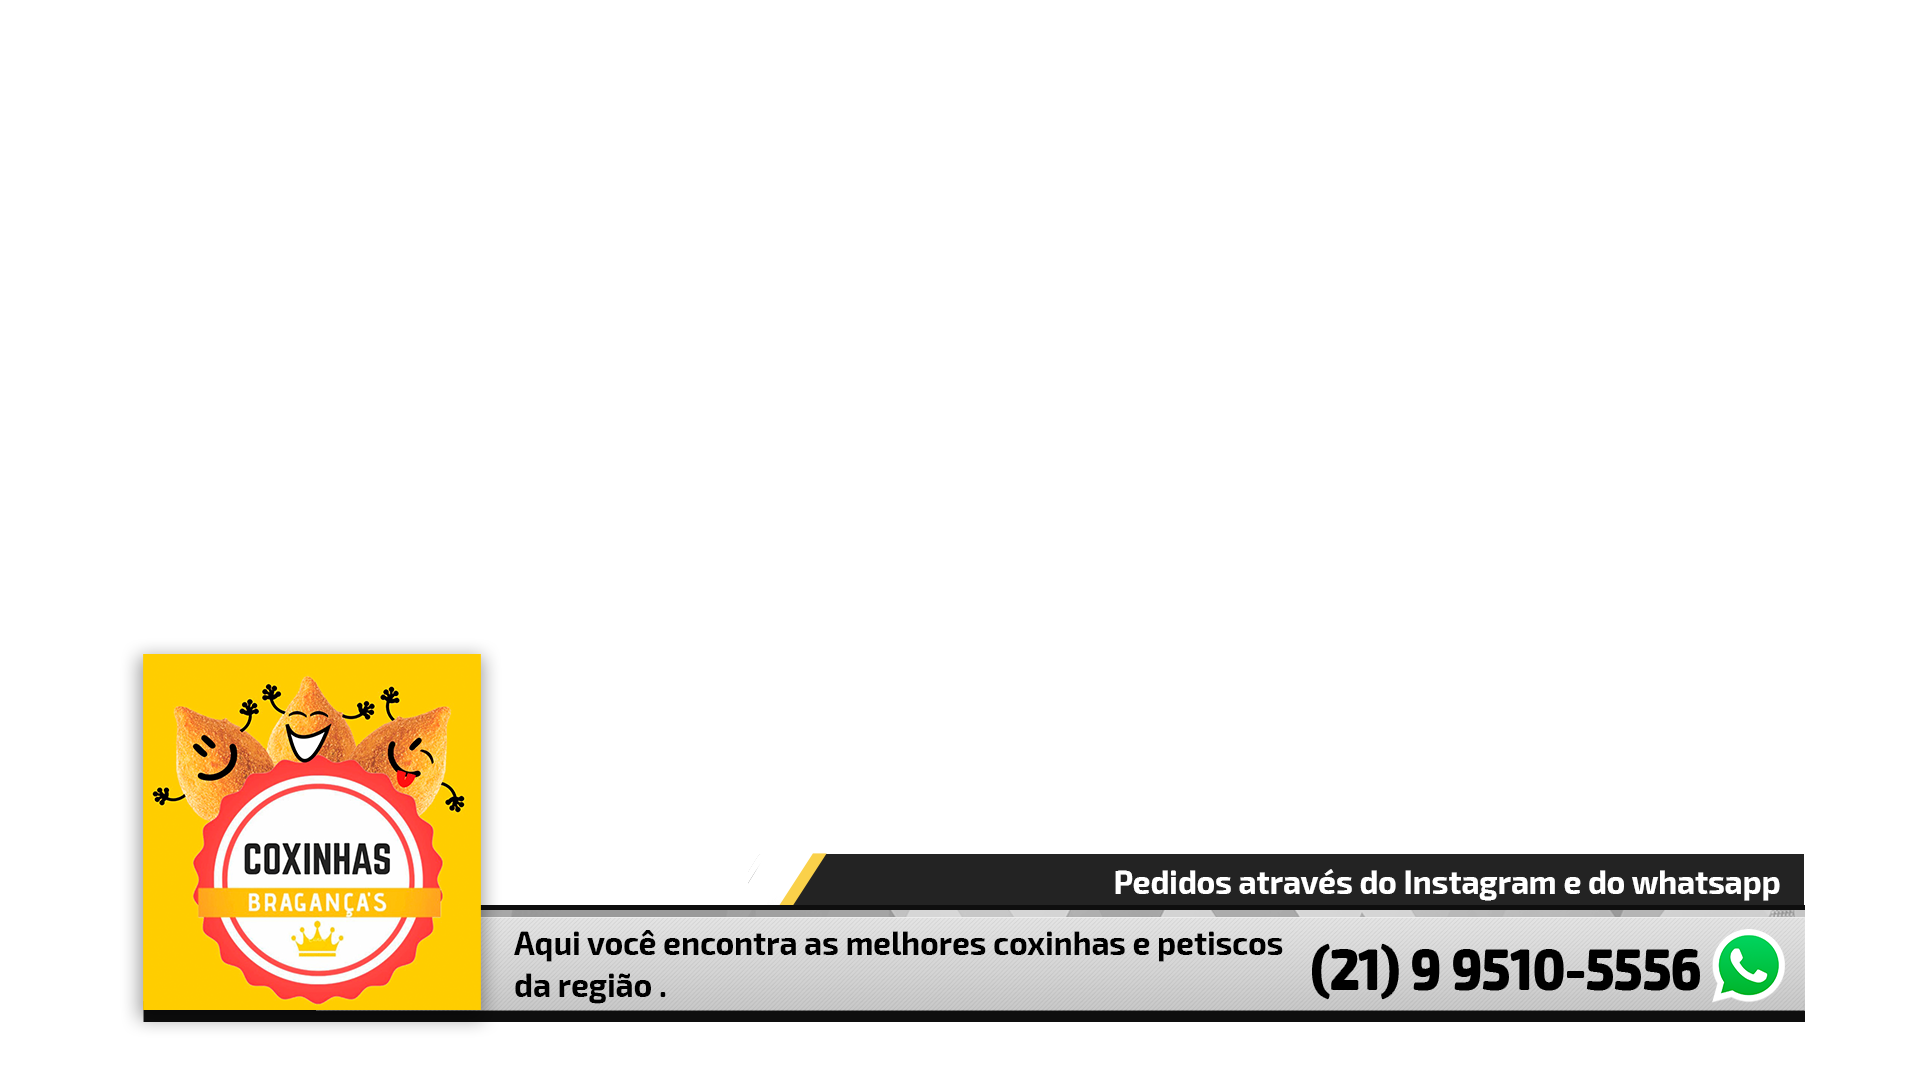 COXINHAS
BRAGANÇA'S
Pedidos através do Instagram e do whatsapp
Aqui você encontra as melhores coxinhas e petiscos
da região .
(21) 9 9510-5556